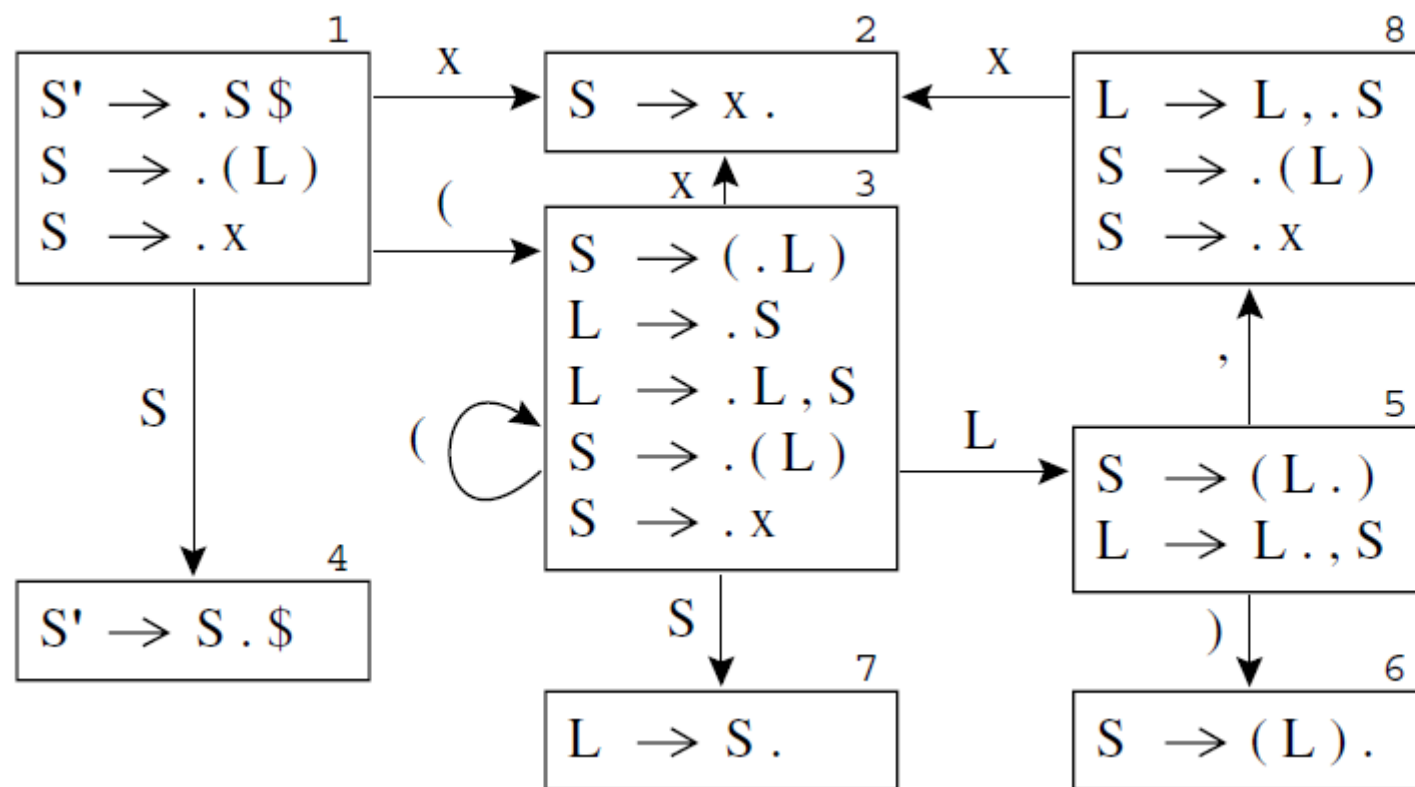 1
S' → . S $
S → . ( L )
S → . x
x
(
S
4
S' → S . $
2
S → x .
x
3
S → ( . L )
L → . S
L → . L , S
S → . ( L )
S → . x
(
S
7
L → S .
L
x
8
L → L , . S
S → . ( L )
S → . x
,
5
S → ( L . )
L → L . , S
)
6
S → ( L ) .